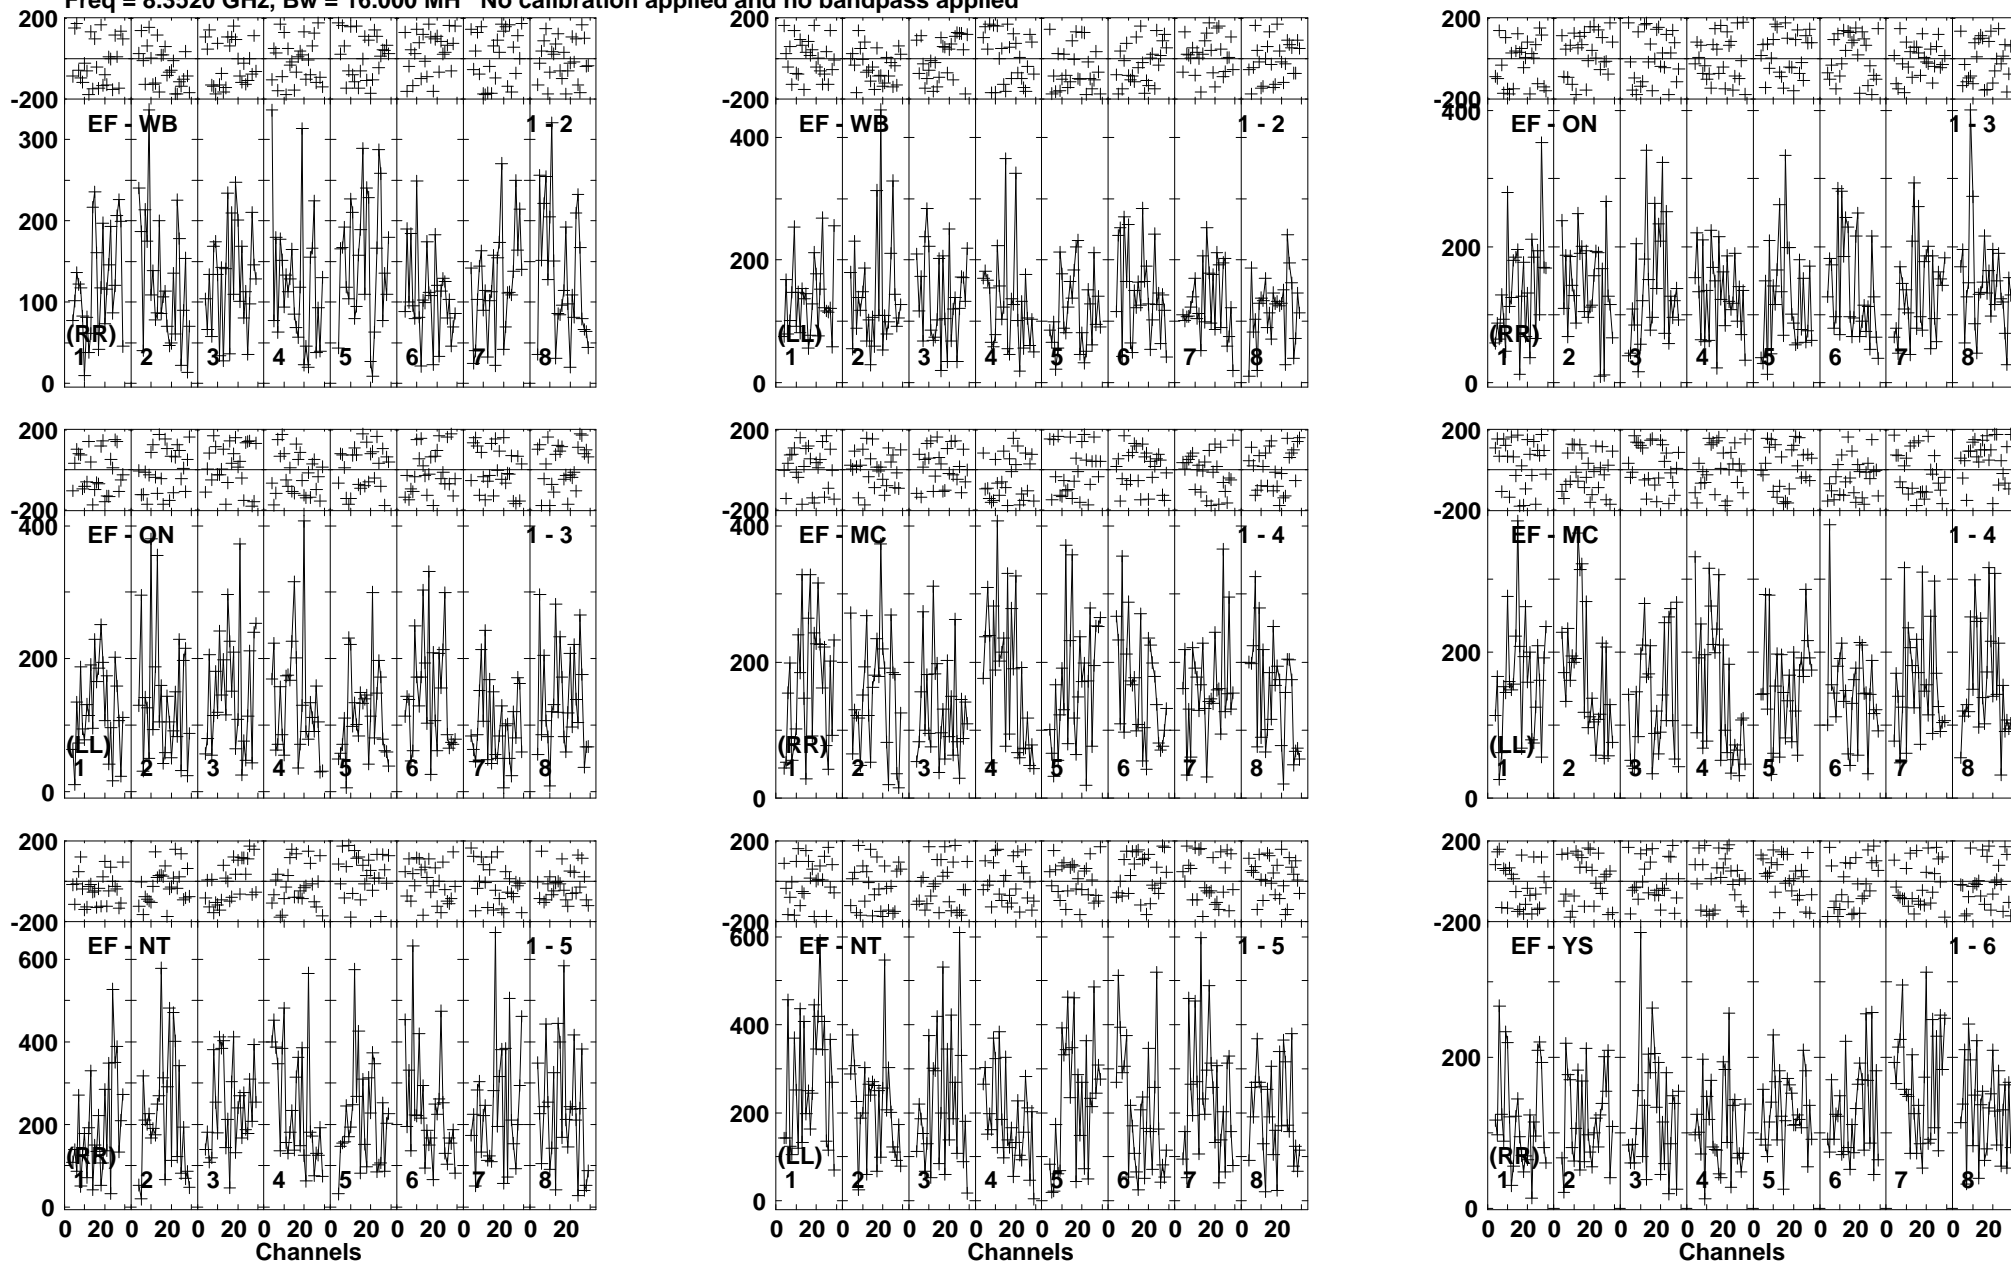 Freq = 8.3520 GHz, Bw = 16.000 MH No calibration applied and no bandpass applied
200 200 200
-200 -200 -200
EF - WB 1 - 2 EF - WB 1 - 2 EF - ON 1 - 3
300 400 400
200 200 200
100
(RR) (LL) (RR)
1 2 3 4 5 6 7 8 1 2 3 4 5 6 7 8 1 2 3 4 5 6 7 8
0 0 0
200 200 200
-200 -200 -200
400 400
EF - ON 1 - 3 EF - MC 1 - 4 EF - MC 1 - 4
200 200 200
(LL) (RR) (LL)
1 2 3 4 5 6 7 8 1 2 3 4 5 6 7 8 1 2 3 4 5 6 7 8
0 0 0
200 200 200
-200 -200 -200
EF - NT 1 - 5 EF - NT 1 - 5 EF - YS 1 - 6
600 600
400 400
200 200 200
(RR) (LL) (RR)
1 2 3 4 5 6 7 8 1 2 3 4 5 6 7 8 1 2 3 4 5 6 7 8
0 0 0
0 20 0 20 0 20 0 20 0 20 0 20 0 20 0 20 0 20 0 20 0 20 0 20 0 20 0 20 0 20 0 20 0 20 0 20 0 20 0 20 0 20 0 20 0 20 0 20
Channels Channels Channels